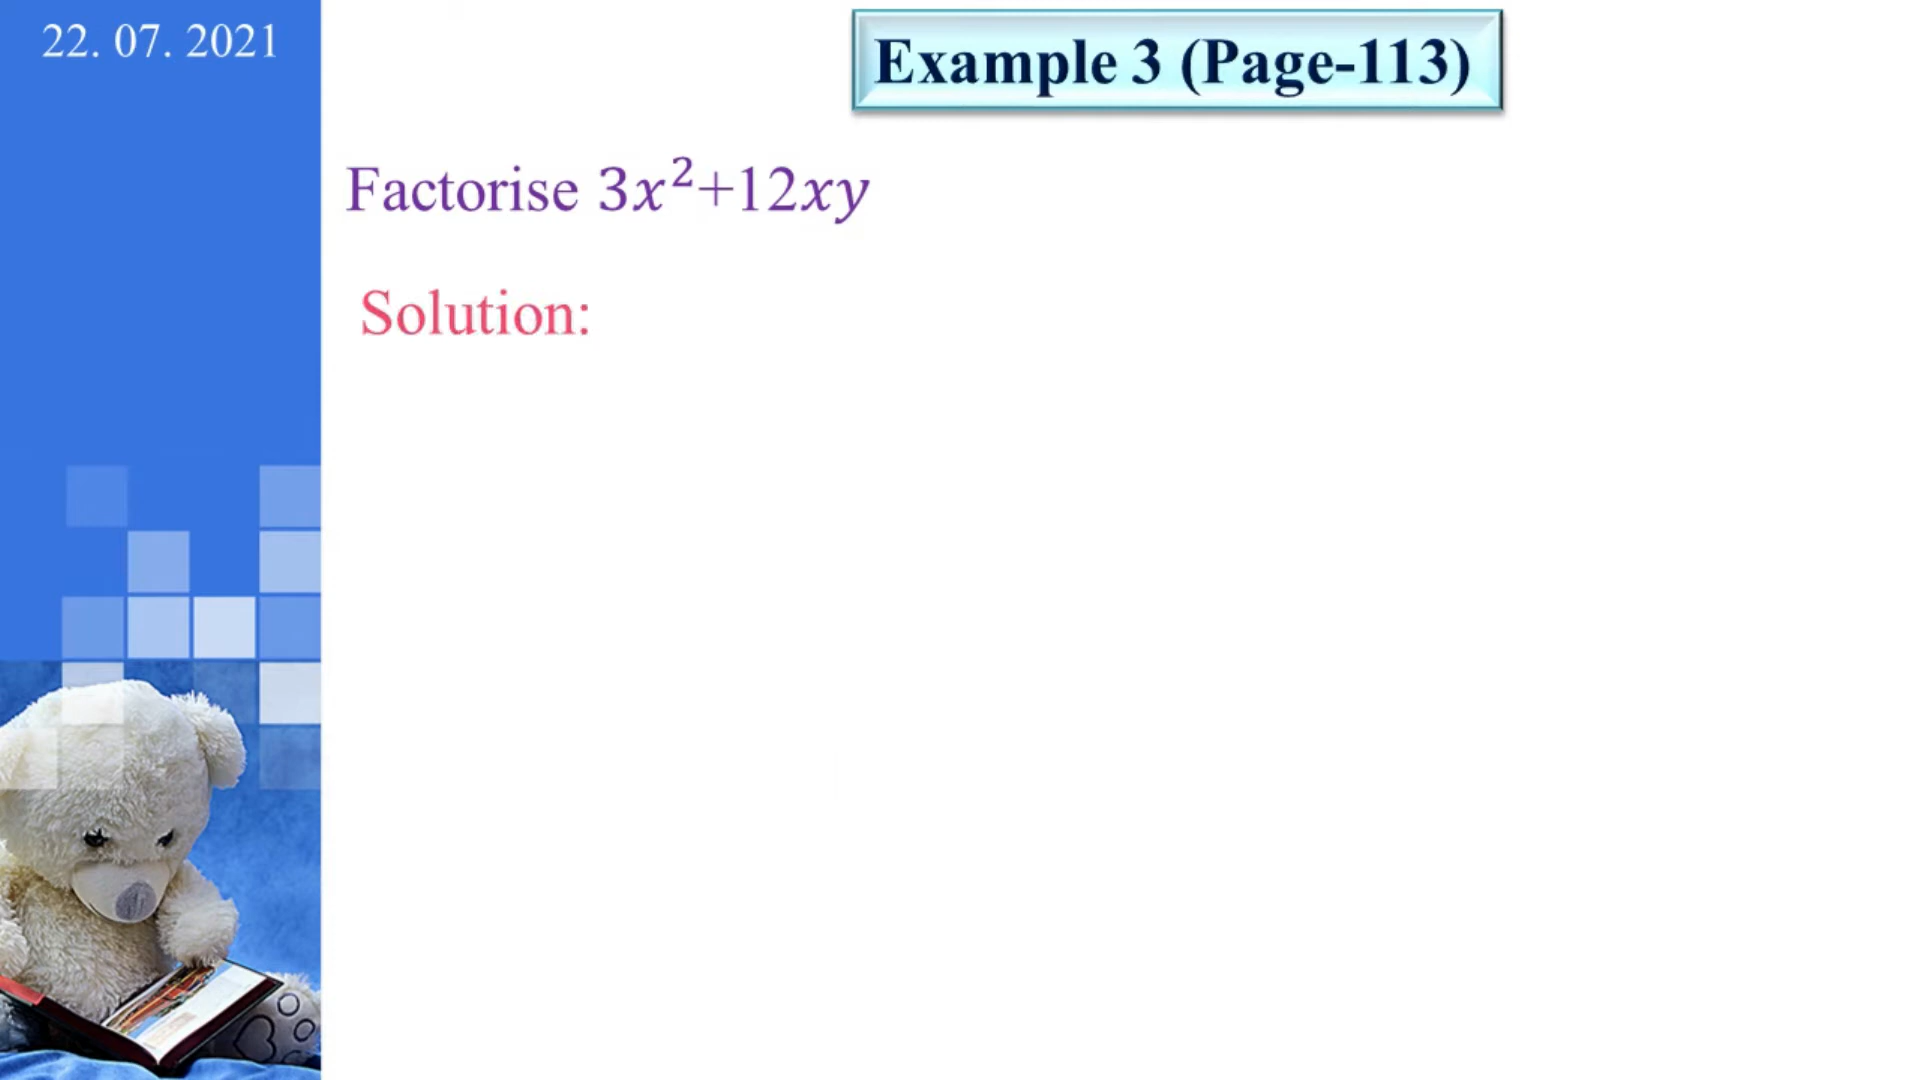 22. 07. 2021
Example 3 (Page-113)
Factorise 3x²+12xy
Solution: